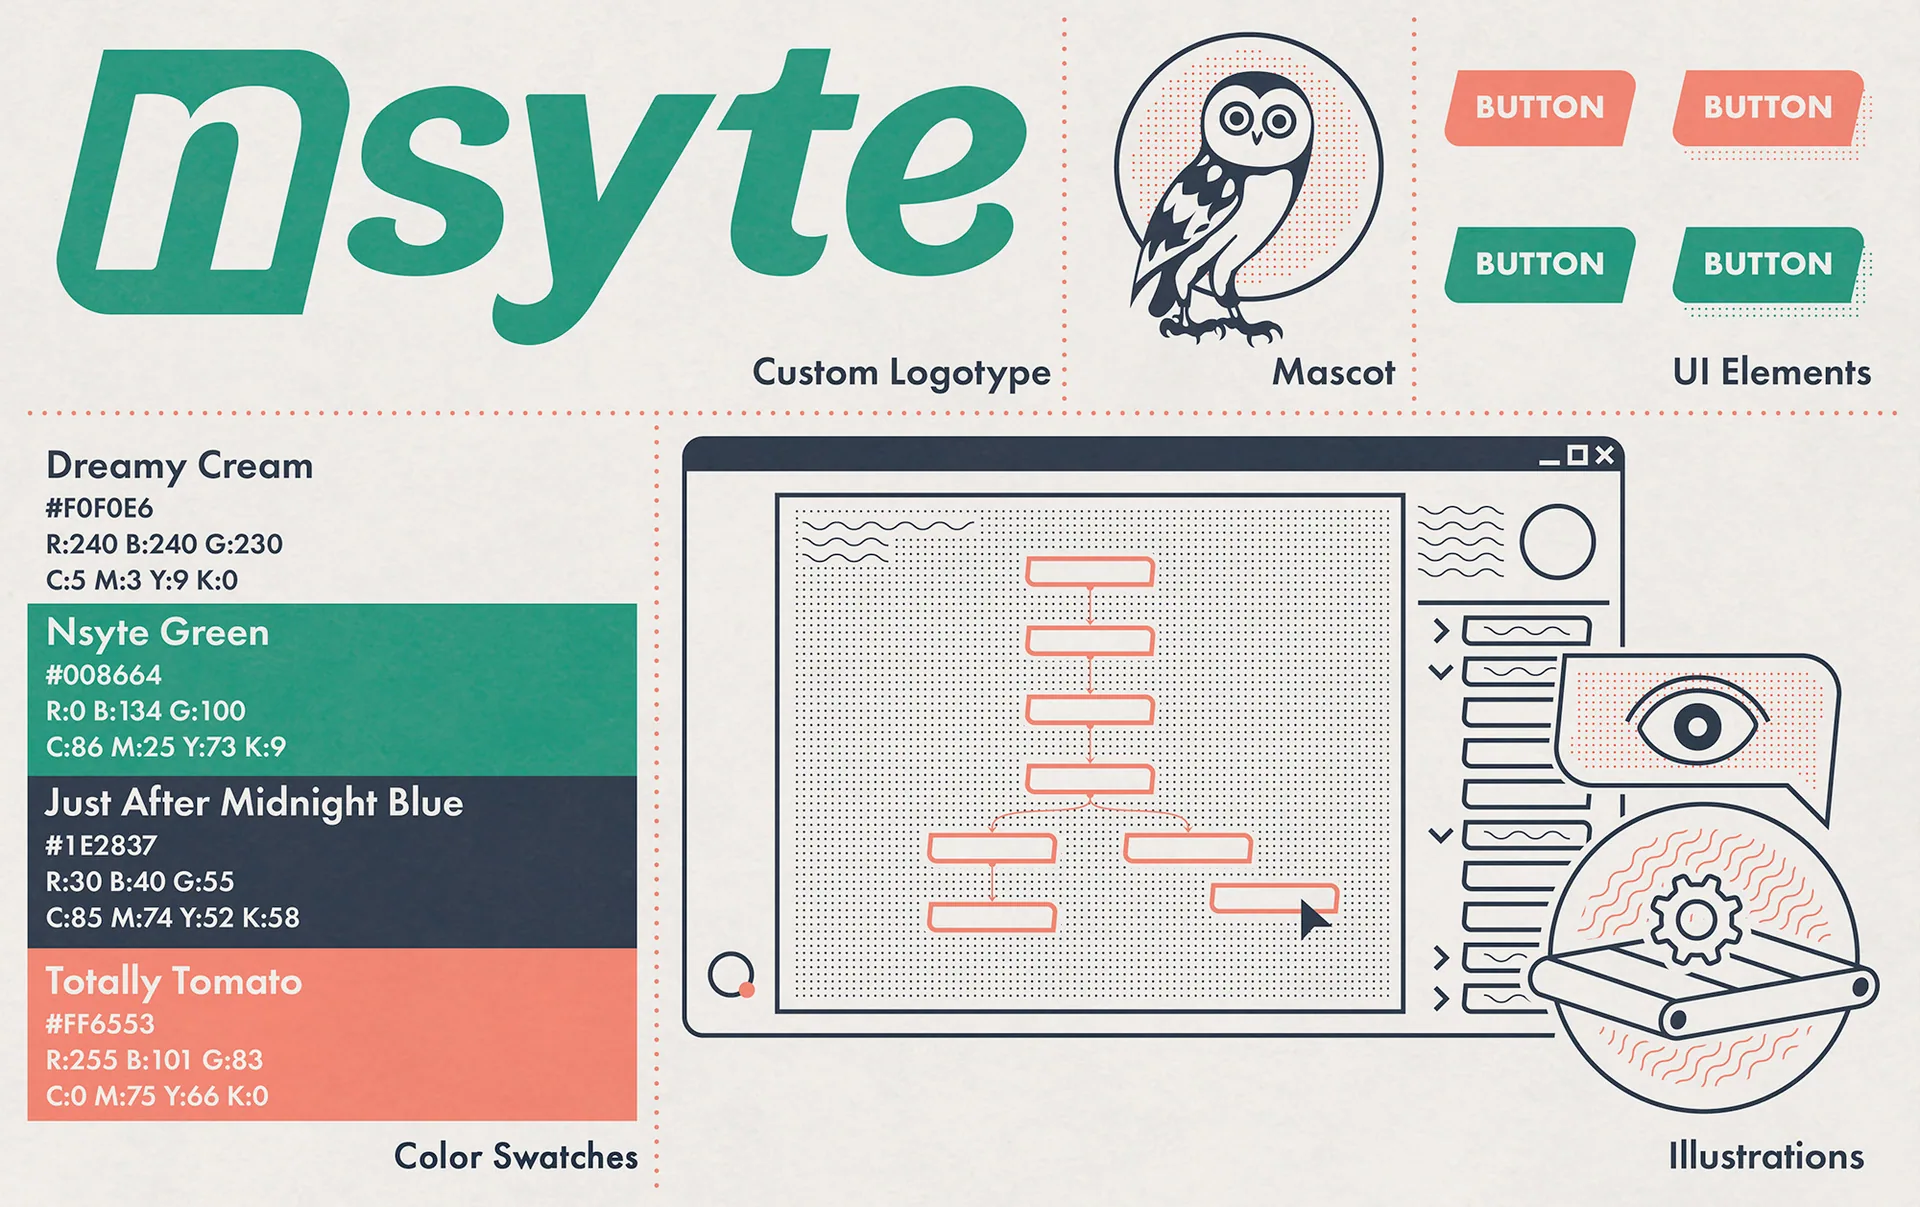 nsyte
Custom Logotype
Mascot
BUTTON BUTTON
BUTTON BUTTON
UI Elements
Dreamy Cream
#F0F0E6
R:240 B:240 G:230
C:5 M:3 Y:9 K:0
Nsyte Green
#008664
R:0 B:134 G:100
C:86 M:25 Y:73 K:9
Just After Midnight Blue
#1E2837
R:30 B:40 G:55
C:85 M:74 Y:52 K:58
Totally Tomato
#FF6553
R:255 B:101 G:83
C:0 M:75 Y:66 K:0
Color Swatches
Illustrations